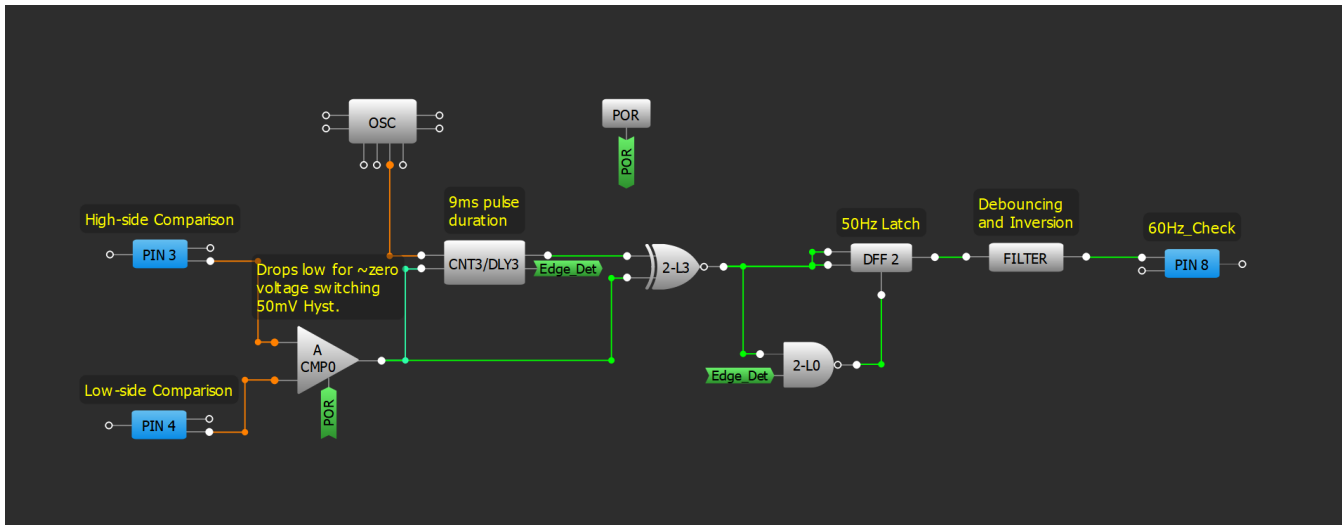 OSC
POR
POR
9ms pulse
duration
High-side Comparison
PIN 3
Drops low for ~zero
voltage switching
50mV Hyst.
CNT3/DLY3
Edge_Det
2-L3
50Hz Latch
DFF 2
Debouncing
and Inversion
FILTER
60Hz_Check
PIN 8
A
CMP0
POR
Low-side Comparison
PIN 4
Edge_Det
2-L0